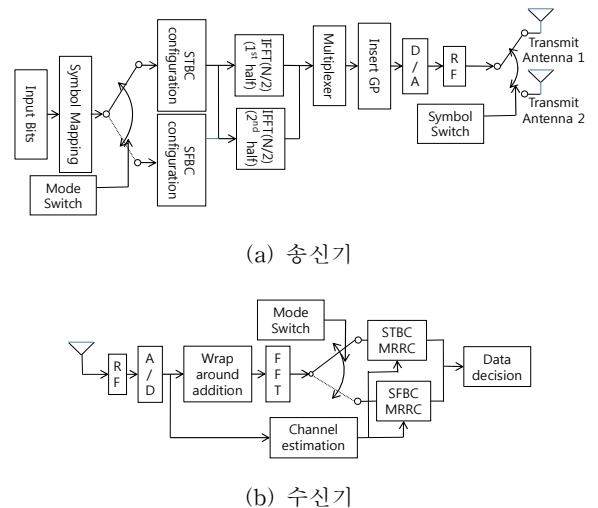 Input Bits
Symbol Mapping
Mode
Switch
STBC
configuration
SFBC
configuration
IFFT(N/2)
(1st half)
IFFT(N/2)
(2nd half)
Multiplexer
Insert GP
D
/
A
R
F
Symbol
Switch
Transmit
Antenna 1
Transmit
Antenna 2
(a) 송신기
R
F
A
/
D
Wrap
around
addition
F
F
T
Mode
Switch
Channel
estimation
STBC
MRRC
SFBC
MRRC
Data
decision
(b) 수신기